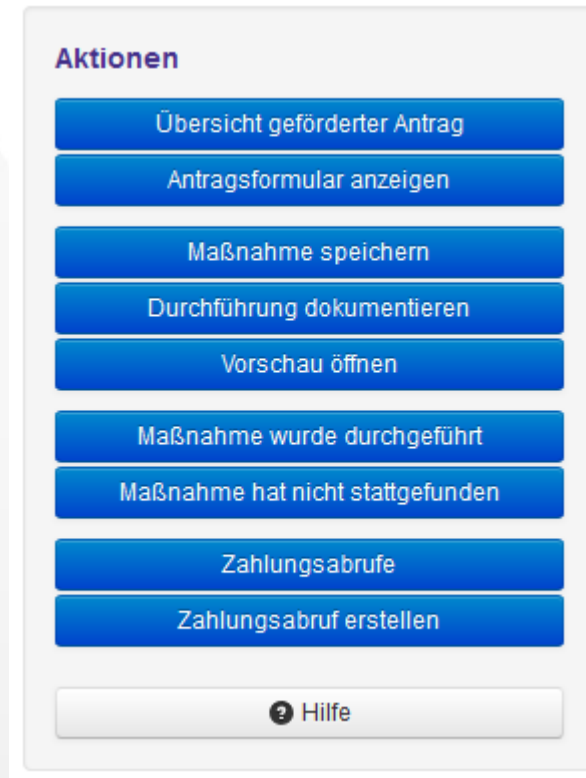 Aktionen
Übersicht geförderter Antrag
Antragsformular anzeigen
Maßnahme speichern
Durchführung dokumentieren
Vorschau öffnen
Maßnahme wurde durchgeführt
Maßnahme hat nicht stattgefunden
Zahlungsabrufe
Zahlungsabruf erstellen
Hilfe